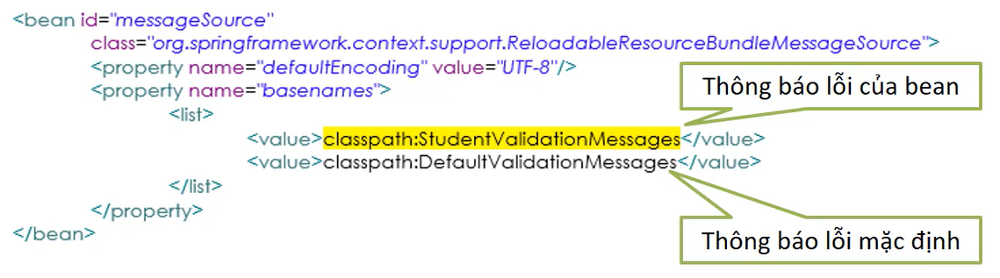 <bean id="messageSource"
class="org.springframework.context.support.ReloadableResourceBundleMessageSource">
<property name="defaultEncoding" value="UTF-8"/>
<property name="basenames">
<list>
<value>classpath:StudentValidationMessages</value>
<value>classpath:DefaultValidationMessages</value>
</list>
</property>
</bean>
Thông báo lỗi của bean
Thông báo lỗi mặc định